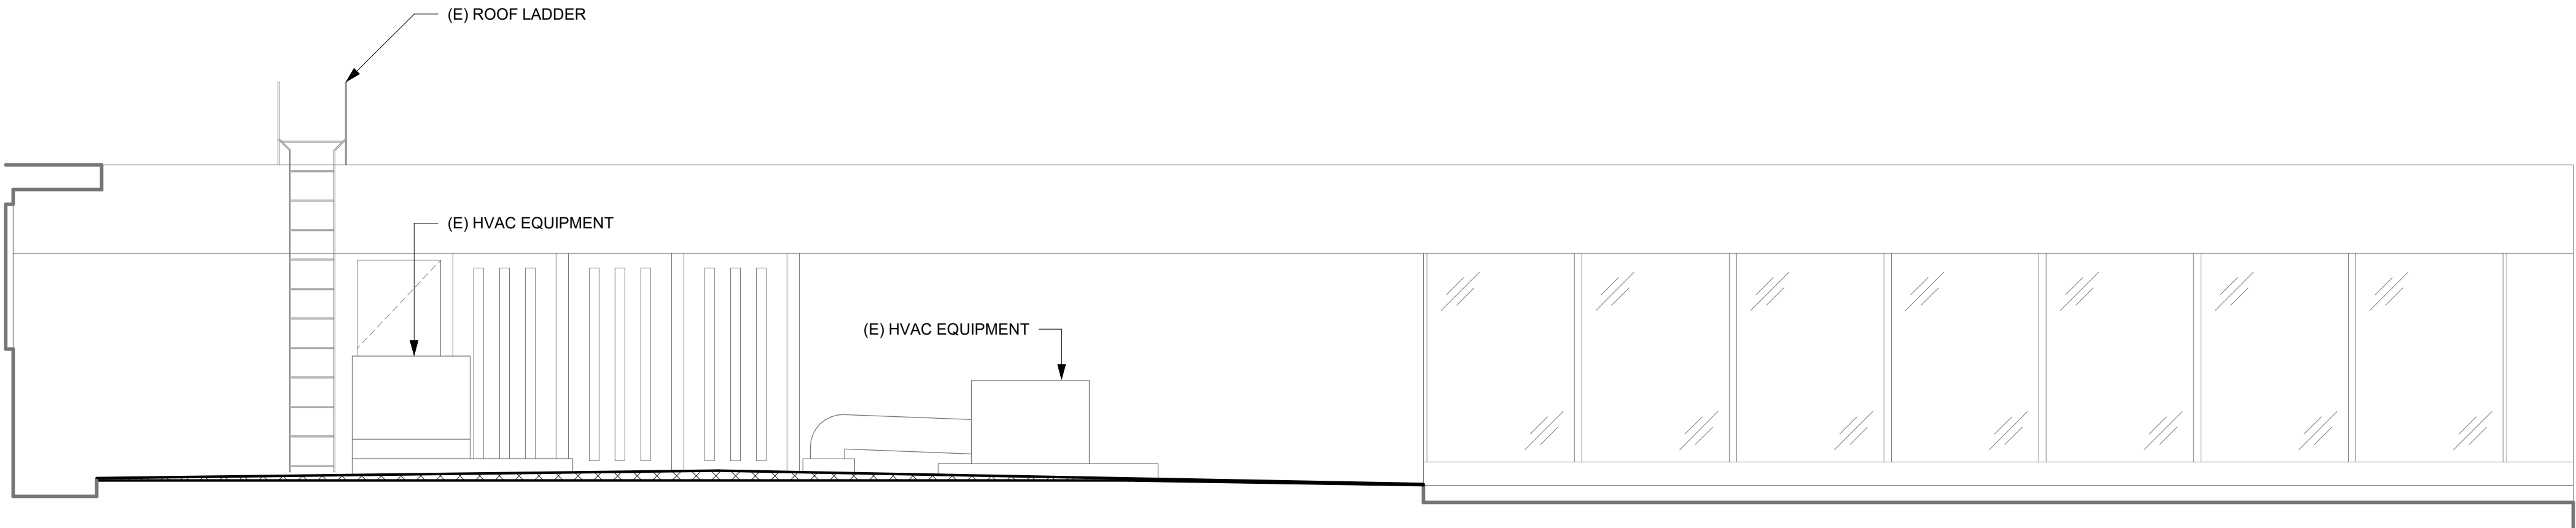 (E) ROOF LADDER
(E) HVAC EQUIPMENT
(E) HVAC EQUIPMENT